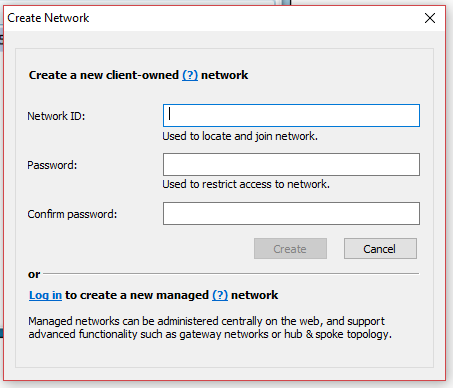 Create Network
Create a new client-owned (?) network
Network ID:
Used to locate and join network.
Password:
Used to restrict access to network.
Confirm password:
Create
Cancel
or
Log in to create a new managed (?) network
Managed networks can be administered centrally on the web, and support
advanced functionality such as gateway networks or hub & spoke topology.